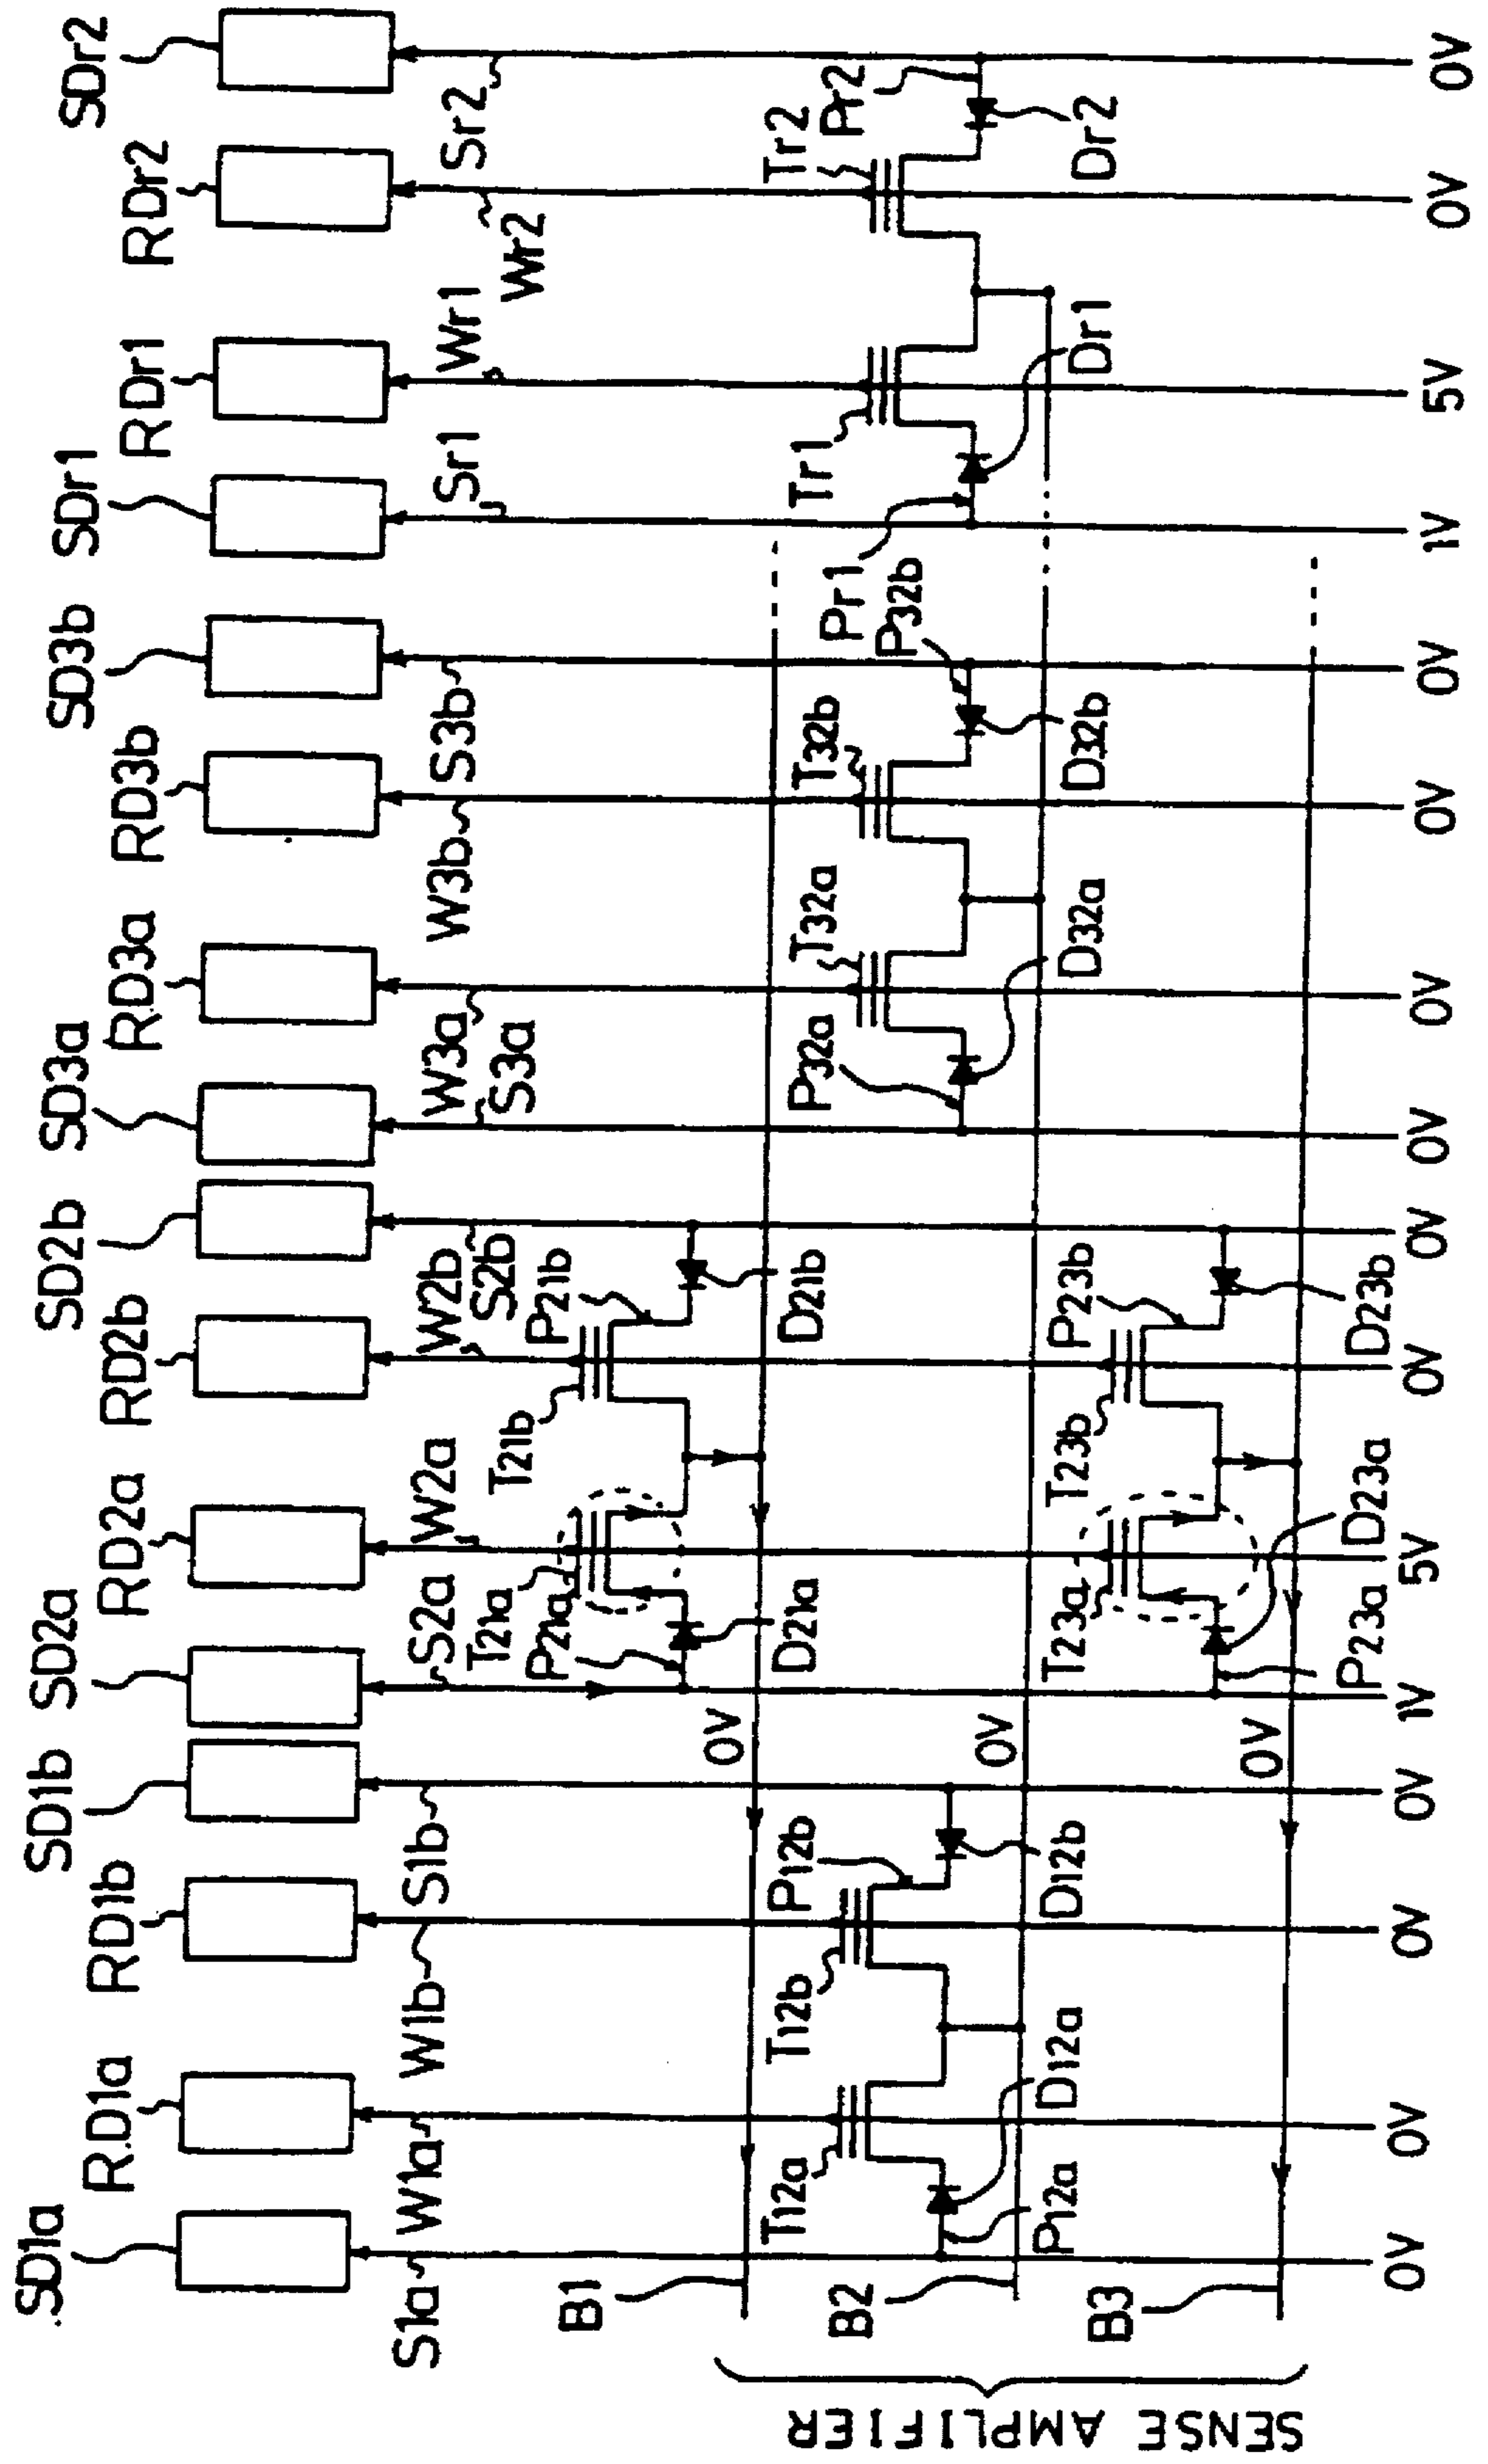 SDr2
RDr2
RDr1
SDr1
SD3b
RD3b
RD3a
SD3a
SD2b
RD2b
RD2a
SD2a
SD1b
RD1b
R.D1a
SD1a
Sr2
Wr2
Wr1
Sr1
S3b
W3b
W3a
S3a
S2b
W2b
W2a
S2a
S1b
W1b
W1a
S1a
Pr2
Tr2
Dr2
Dr1
Tr1
Pr1
P32b
T32b
D32b
T32a
D32a
P32a
P21b
D21b
T21b
T21a
P21a
D21a
P23b
D23b
T23b
D23a
T23a
P23a
P12b
D12b
T12b
D12a
T12a
P12a
0V
0V
0V
B1
B2
B3
0V
0V
5V
1V
0V
0V
0V
0V
0V
0V
5V
1V
0V
0V
0V
0V
SENSE AMPLIFIER